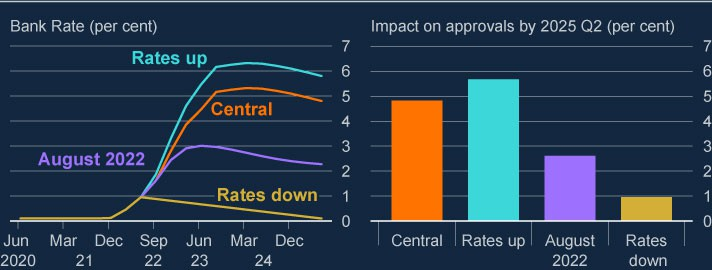 Bank Rate (per cent)
7
6
5
4
3
2
1
0
Rates up
Central
August 2022
Rates down
Jun Mar Dec Sep Jun Mar Dec
2020 21 22 23 24
Impact on approvals by 2025 Q2 (per cent)
7
6
5
4
3
2
1
0
Central Rates up August Rates
2022 down